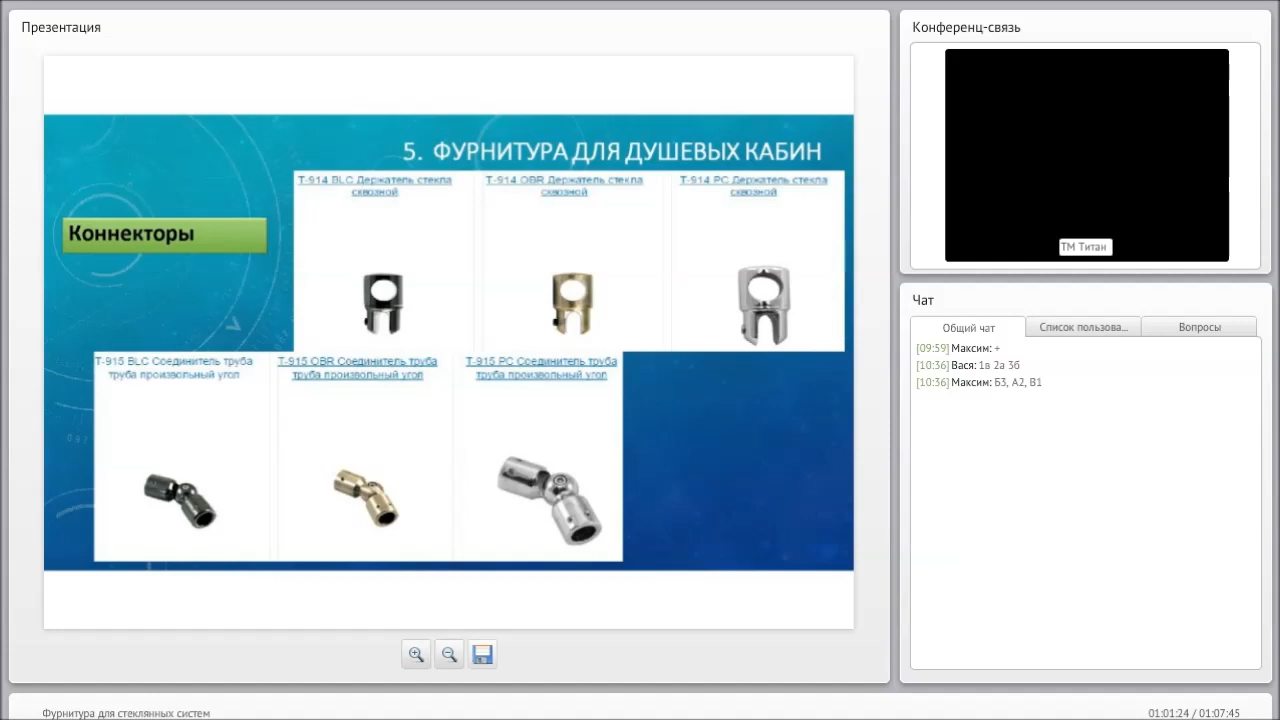 Презентация
5. ФУРНИТУРА ДЛЯ ДУШЕВЫХ КАБИН
Коннекторы
T-914 BLC Держатель стекла
сквозной
T-914 OBR Держатель стекла
сквозной
T-914 PC Держатель стекла
сквозной
T-915 BLC Соединитель труба
труба произвольный угол
T-915 OBR Соединитель труба
труба произвольный угол
T-915 PC Соединитель труба
труба произвольный угол
Конференц-связь
ТМ Титан
Чат
Общий чат
Список пользова...
Вопросы
[09:59] Максим: +
[10:36] Вася: 1в 2а 3б
[10:36] Максим: Б3, А2, В1
Фурнитура для стеклянных систем
01:01:24 / 01:07:45